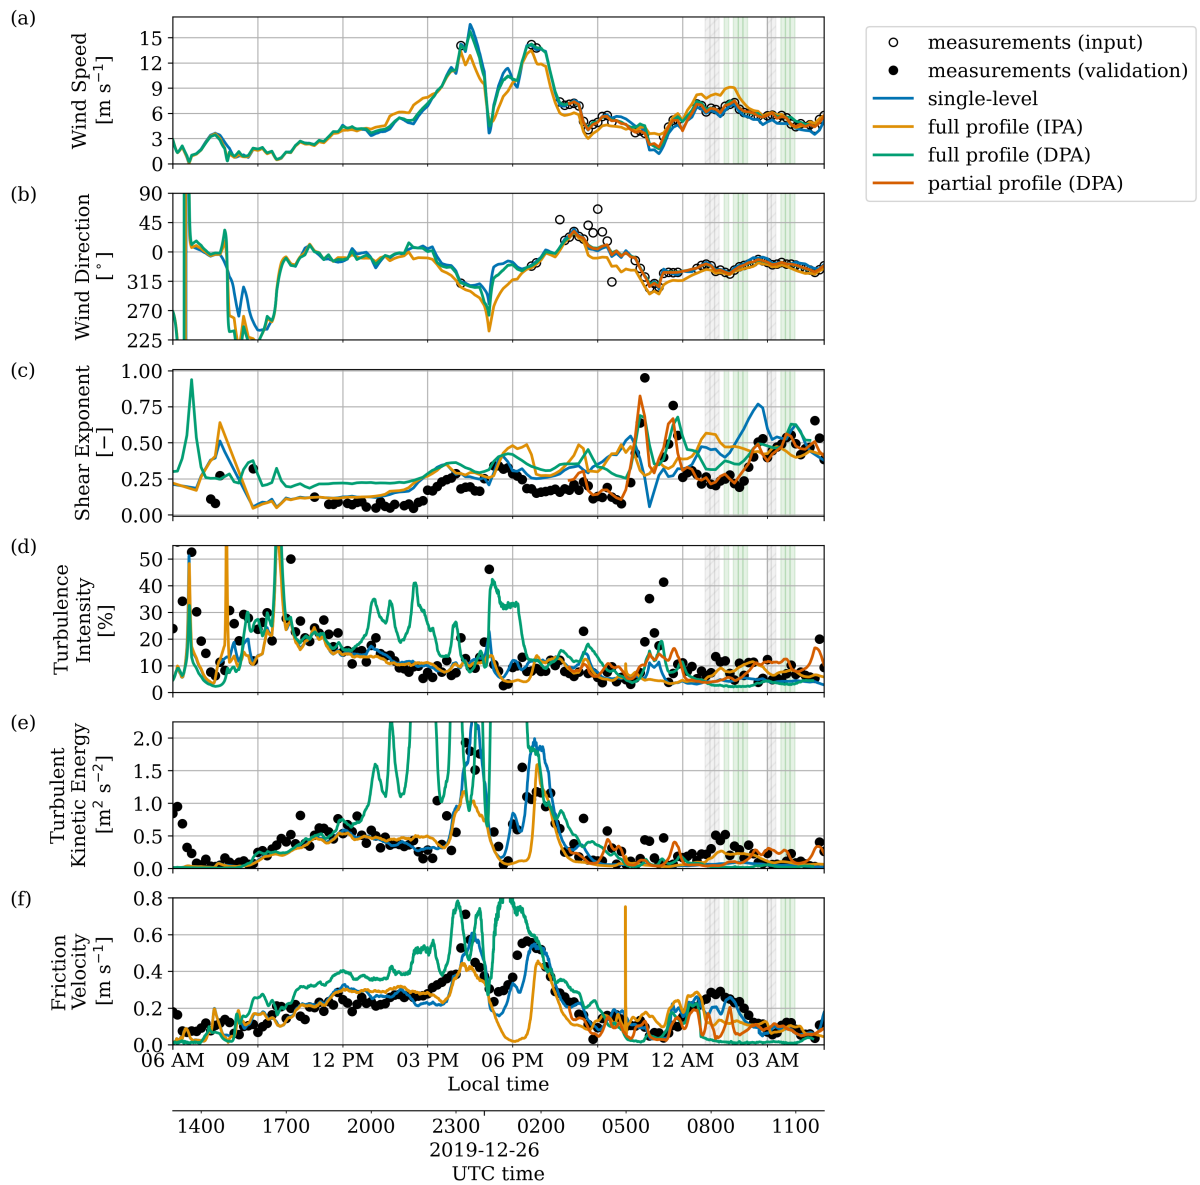 (a)
Wind Speed
[m s⁻¹]
15
12
9
6
3
0
measurements (input)
measurements (validation)
single-level
full profile (IPA)
full profile (DPA)
partial profile (DPA)
(b)
Wind Direction
[°]
90
45
0
315
270
225
(c)
Shear Exponent
[−]
1.00
0.75
0.50
0.25
0.00
(d)
Turbulence
Intensity
[%]
50
40
30
20
10
0
(e)
Turbulent
Kinetic Energy
[m² s⁻²]
2.0
1.5
1.0
0.5
0.0
(f)
Friction
Velocity
[m s⁻¹]
0.8
0.6
0.4
0.2
0.0
06 AM 09 AM 12 PM 03 PM 06 PM 09 PM 12 AM 03 AM
Local time
1400 1700 2000 2300 0200 0500 0800 1100
2019-12-26
UTC time